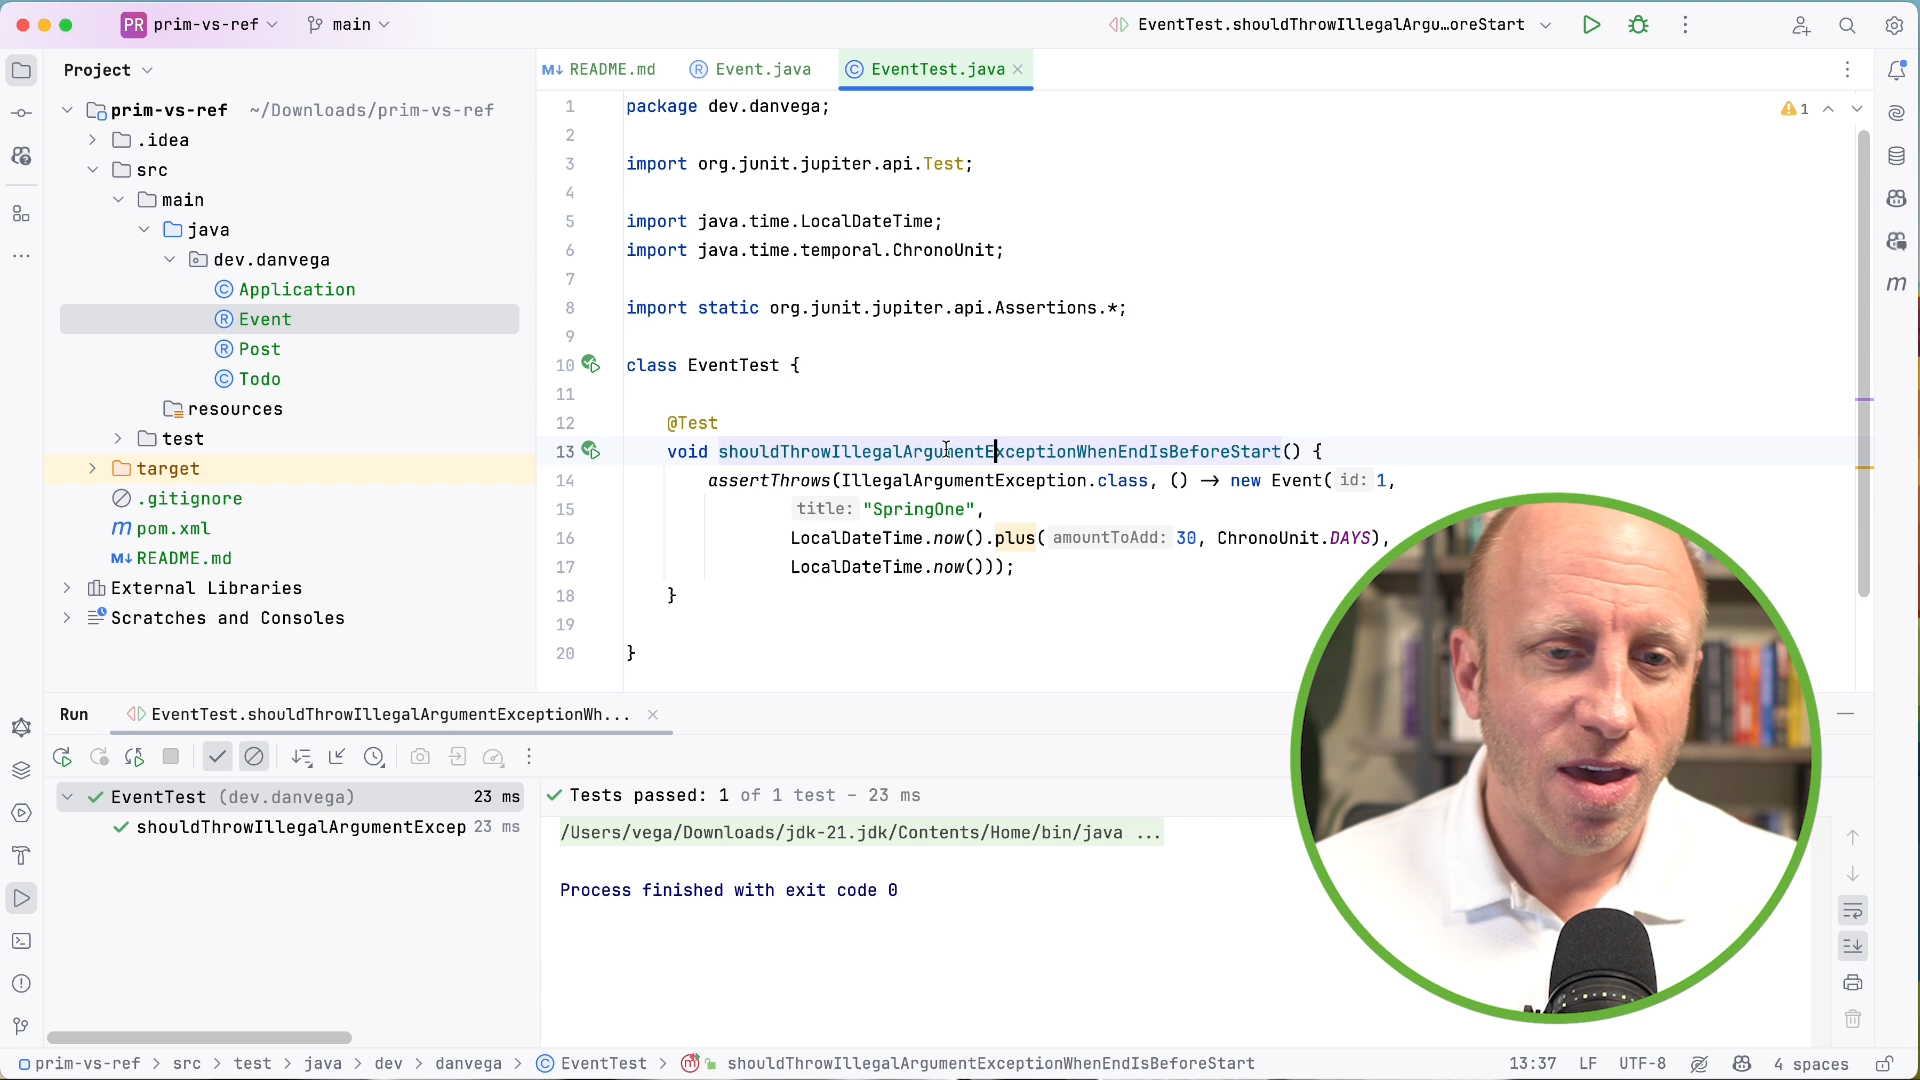 PR prim-vs-ref main EventTest.shouldThrowIllegalArgu...oreStart
Project
README.md Event.java EventTest.java
prim-vs-ref ~/Downloads/prim-vs-ref
.idea
src
main
java
dev.danvega
Application
Event
Post
Todo
resources
test
target
.gitignore
pom.xml
README.md
External Libraries
Scratches and Consoles
1
1 package dev.danvega;
2
3 import org.junit.jupiter.api.Test;
4
5 import java.time.LocalDateTime;
6 import java.time.temporal.ChronoUnit;
7
8 import static org.junit.jupiter.api.Assertions.*;
9
10 class EventTest {
11
12 @Test
13 void shouldThrowIllegalArgumentExceptionWhenEndIsBeforeStart() {
14 assertThrows(IllegalArgumentException.class, () -> new Event( id: 1,
15 title: "SpringOne",
16 LocalDateTime.now().plus( amountToAdd: 30, ChronoUnit.DAYS),
17 LocalDateTime.now()));
18 }
19
20 }
Run EventTest.shouldThrowIllegalArgumentExceptionWh...
EventTest (dev.danvega) 23 ms
shouldThrowIllegalArgumentExcep 23 ms
Tests passed: 1 of 1 test – 23 ms
/Users/vega/Downloads/jdk-21.jdk/Contents/Home/bin/java ...
Process finished with exit code 0
prim-vs-ref > src > test > java > dev > danvega > EventTest > shouldThrowIllegalArgumentExceptionWhenEndIsBeforeStart 13:37 LF UTF-8 4 spaces